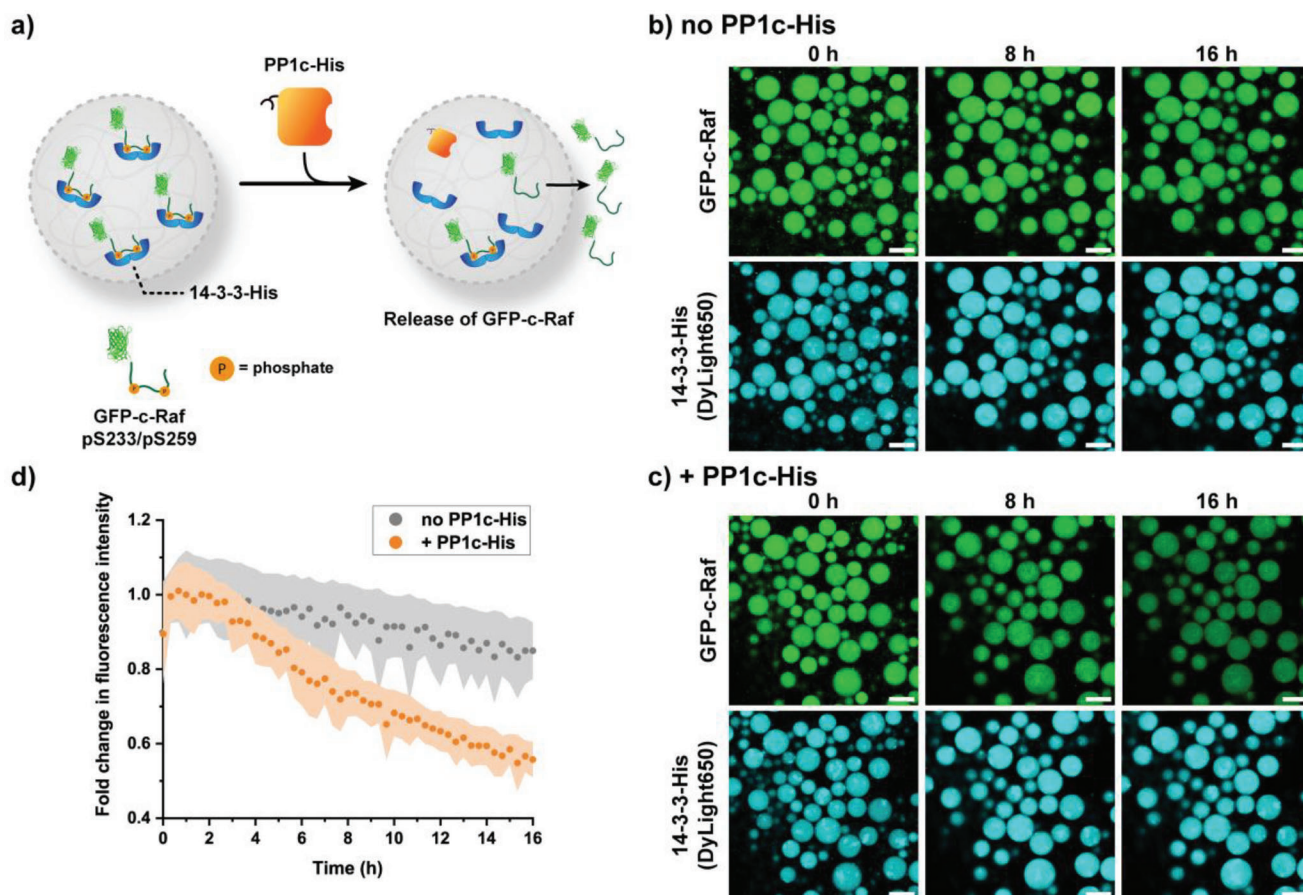 a)
PP1c-His
14-3-3-His
Release of GFP-c-Raf
P = phosphate
P P
GFP-c-Raf
pS233/pS259
b) no PP1c-His
0 h 8 h 16 h
GFP-c-Raf
14-3-3-His
(DyLight650)
c) + PP1c-His
0 h 8 h 16 h
GFP-c-Raf
14-3-3-His
(DyLight650)
d)
no PP1c-His
+ PP1c-His
Fold change in fluorescence intensity
1.2
1.0
0.8
0.6
0.4
0 2 4 6 8 10 12 14 16
Time (h)